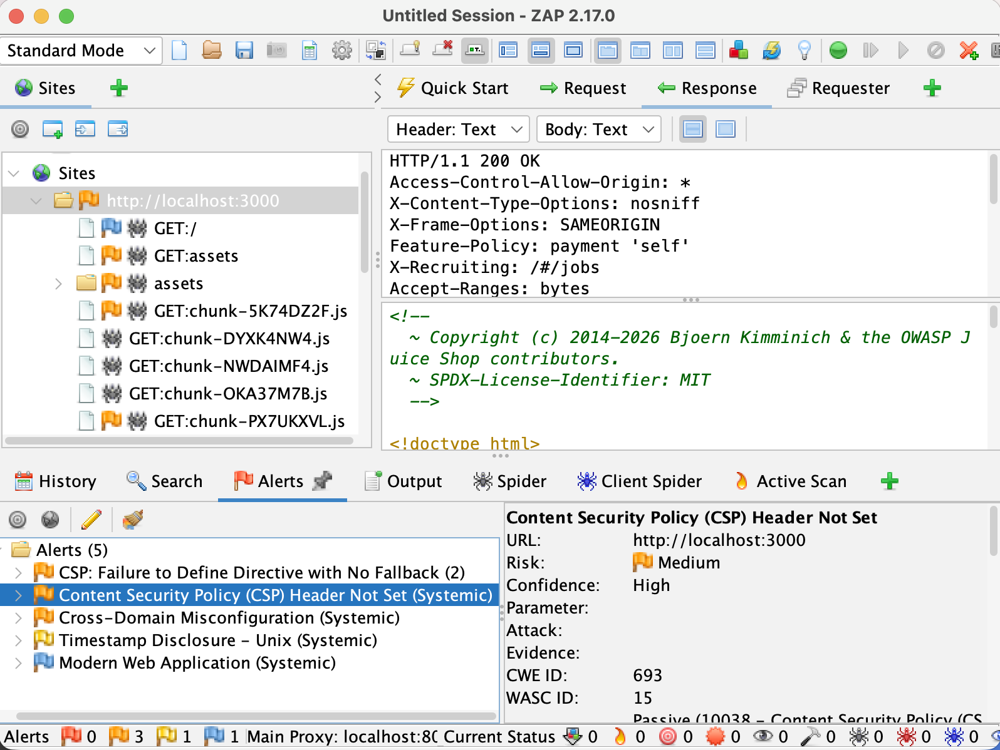 Untitled Session - ZAP 2.17.0
Standard Mode
Sites
Quick Start
Request
Response
Requester
Header: Text
Body: Text
Sites
http://localhost:3000
GET:/
GET:assets
assets
GET:chunk-5K74DZ2F.js
GET:chunk-DYXK4NW4.js
GET:chunk-NWDAIMF4.js
GET:chunk-OKA37M7B.js
GET:chunk-PX7UKXVL.js
HTTP/1.1 200 OK
Access-Control-Allow-Origin: *
X-Content-Type-Options: nosniff
X-Frame-Options: SAMEORIGIN
Feature-Policy: payment 'self'
X-Recruiting: /#/jobs
Accept-Ranges: bytes
<!--
~ Copyright (c) 2014-2026 Bjoern Kimminich & the OWASP J
uice Shop contributors.
~ SPDX-License-Identifier: MIT
-->
<!doctype html>
History
Search
Alerts
Output
Spider
Client Spider
Active Scan
Alerts (5)
CSP: Failure to Define Directive with No Fallback (2)
Content Security Policy (CSP) Header Not Set (Systemic)
Cross-Domain Misconfiguration (Systemic)
Timestamp Disclosure - Unix (Systemic)
Modern Web Application (Systemic)
Content Security Policy (CSP) Header Not Set
URL: http://localhost:3000
Risk: Medium
Confidence: High
Parameter:
Attack:
Evidence:
CWE ID: 693
WASC ID: 15
Passive (10038 - Content Security Policy (CS
Alerts 0 3 1 1 Main Proxy: localhost:80 Current Status 0 0 0 0 0 0 0 0 0